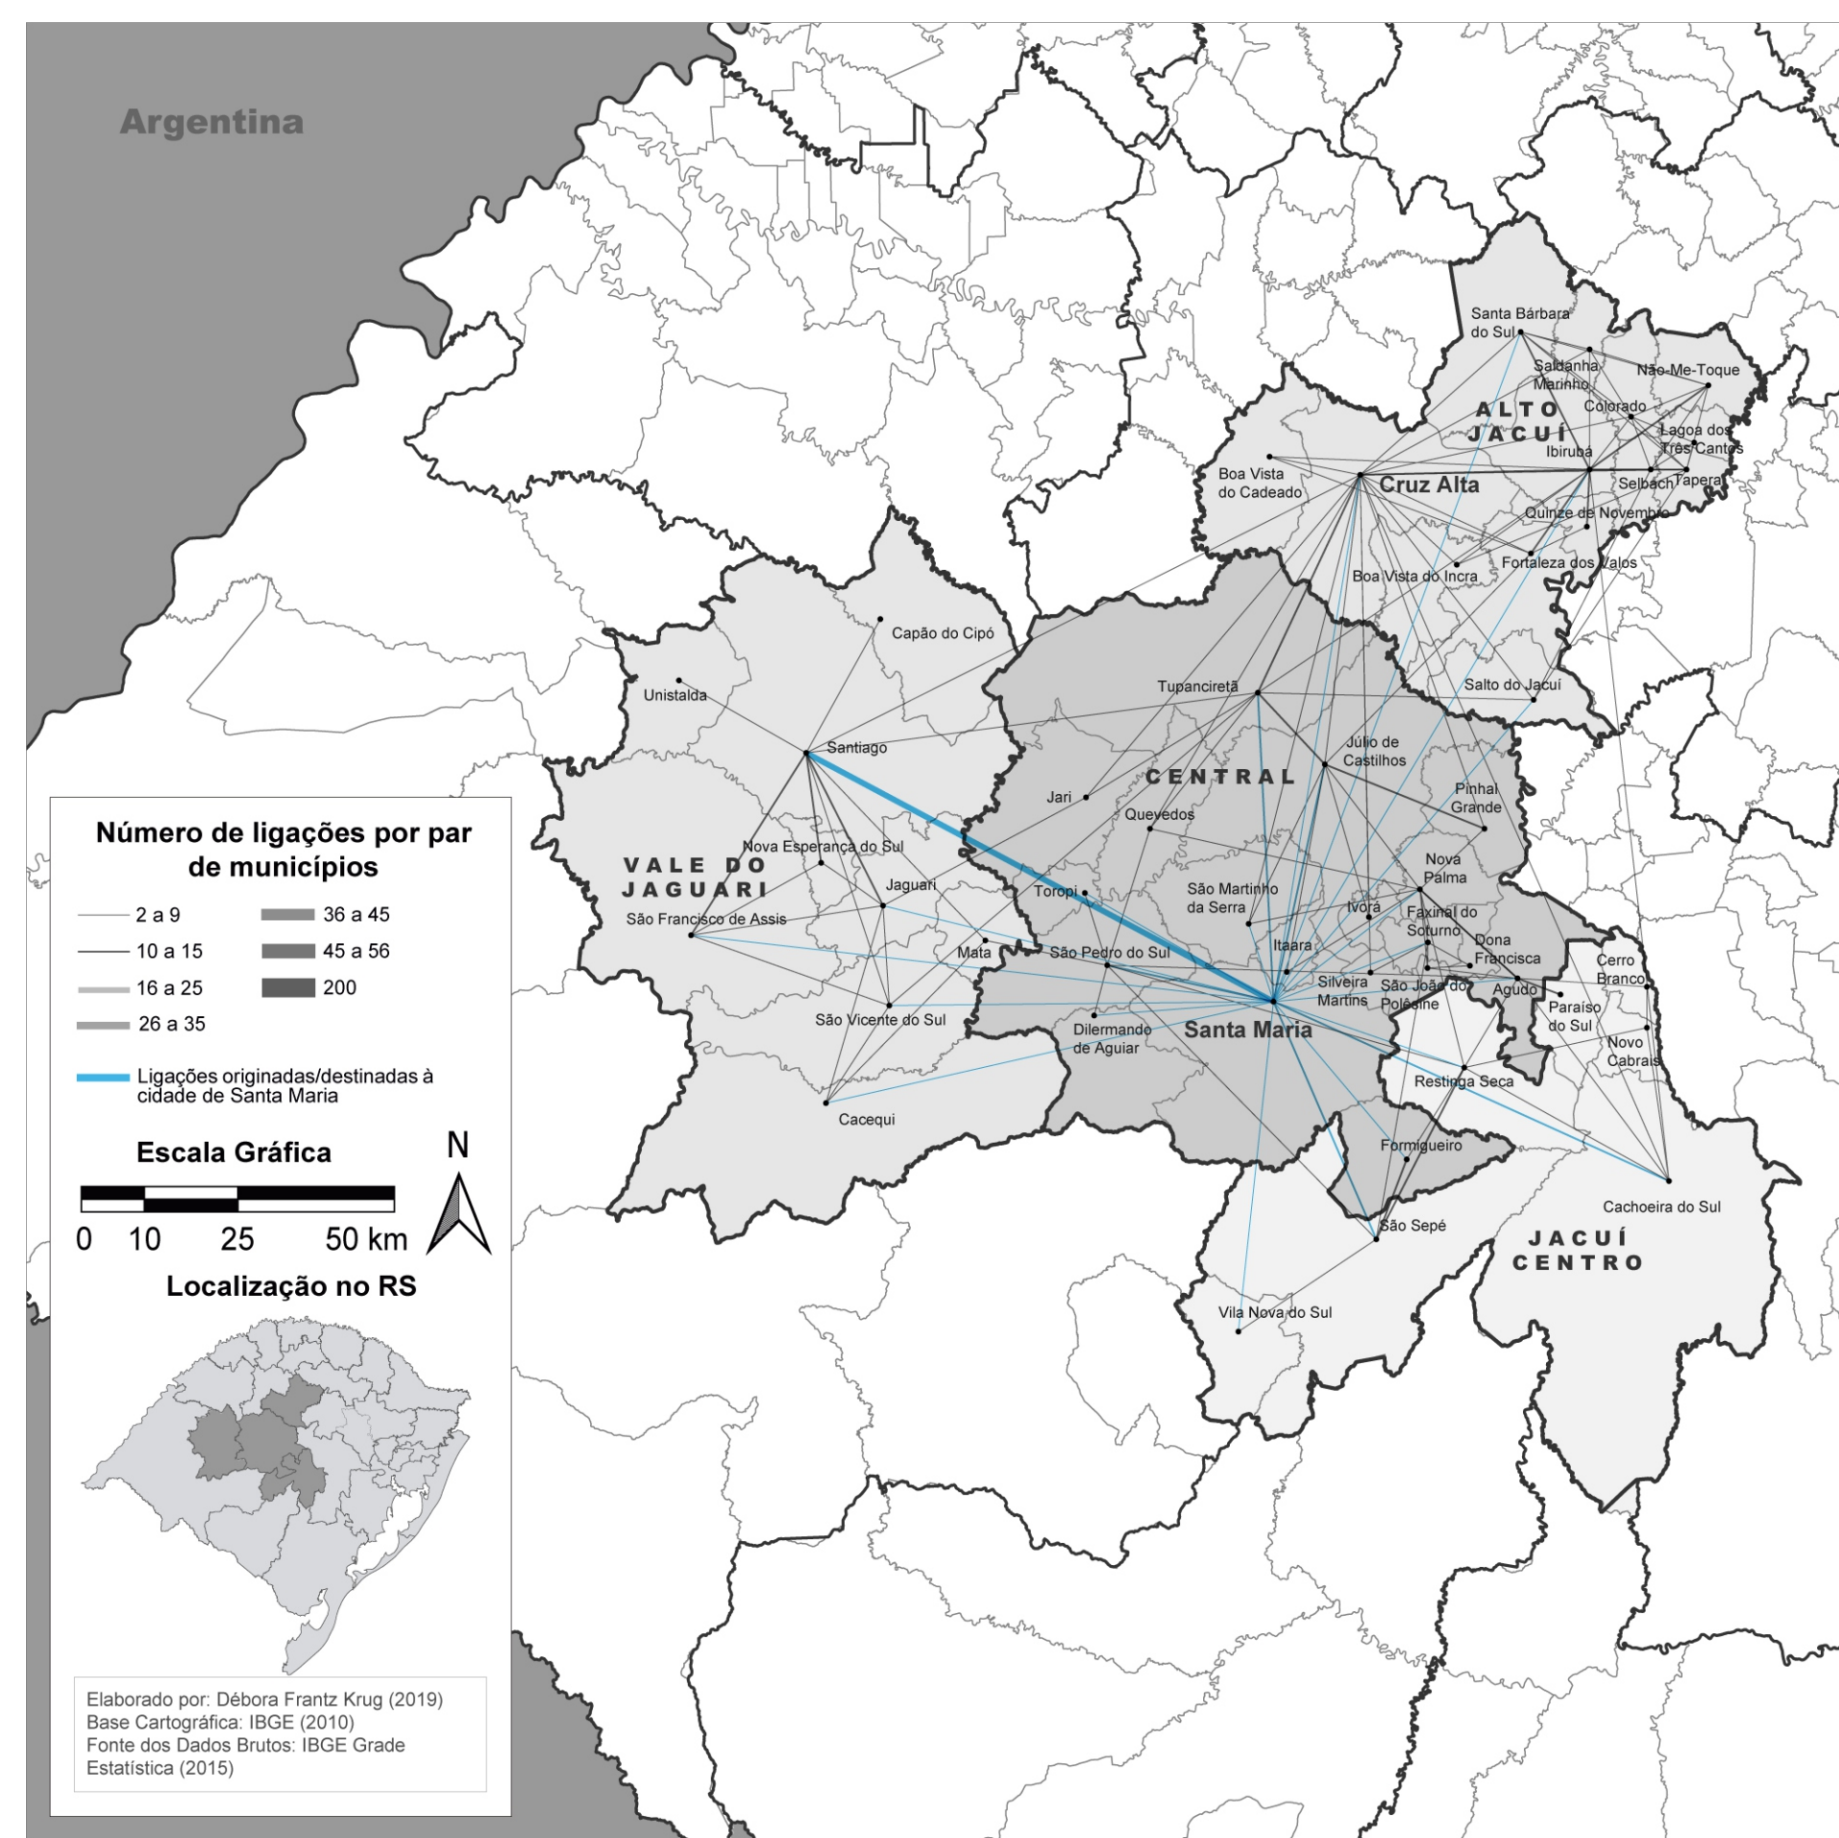 Argentina
Santa Bárbara
do Sul
Saldanha
Marinho
Não-Me-Toque
ALTO
JACUÍ
Colorado
Lagoa dos
Três Cantos
Ibirubá
Boa Vista
do Cadeado
Cruz Alta
Selbach
Tapera
Quinze de Novembro
Boa Vista do Incra
Fortaleza dos Valos
Capão do Cipó
Unistalda
Tupanciretã
Salto do Jacuí
Santiago
Júlio de
Castilhos
CENTRAL
Jari
Pinhal
Grande
Quevedos
Nova Esperança do Sul
VALE DO
JAGUARI
Jaguari
Toropi
São Martinho
da Serra
Nova
Palma
Ivorá
São Francisco de Assis
Faxinal do
Soturno
Mata
São Pedro do Sul
Itaara
Dona
Francisca
Cerro
Branco
Silveira
Martins
São João do
Polêsine
Agudo
Paraíso
do Sul
São Vicente do Sul
Dilermando
de Aguiar
Santa Maria
Novo
Cabrais
Restinga Seca
Cacequi
Formigueiro
Cachoeira do Sul
São Sepé
JACUÍ
CENTRO
Vila Nova do Sul
Número de ligações por par
de municípios
2 a 9
36 a 45
10 a 15
45 a 56
16 a 25
200
26 a 35
Ligações originadas/destinadas à
cidade de Santa Maria
Escala Gráfica
N
0 10 25 50 km
Localização no RS
Elaborado por: Débora Frantz Krug (2019)
Base Cartográfica: IBGE (2010)
Fonte dos Dados Brutos: IBGE Grade
Estatística (2015)